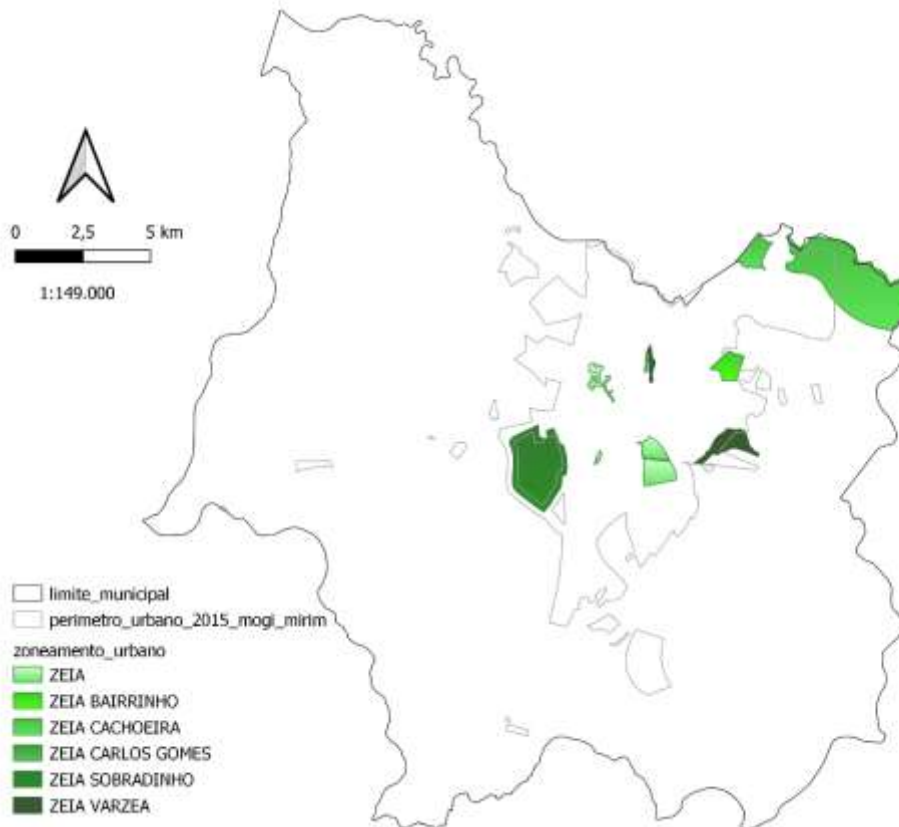 0 2,5 5 km
1:149.000
limite_municipal
perimetro_urbano_2015_mogi_mirim
zoneamento_urbano
ZEIA
ZEIA BAIRRINHO
ZEIA CACHOEIRA
ZEIA CARLOS GOMES
ZEIA SOBRADINHO
ZEIA VARZEA